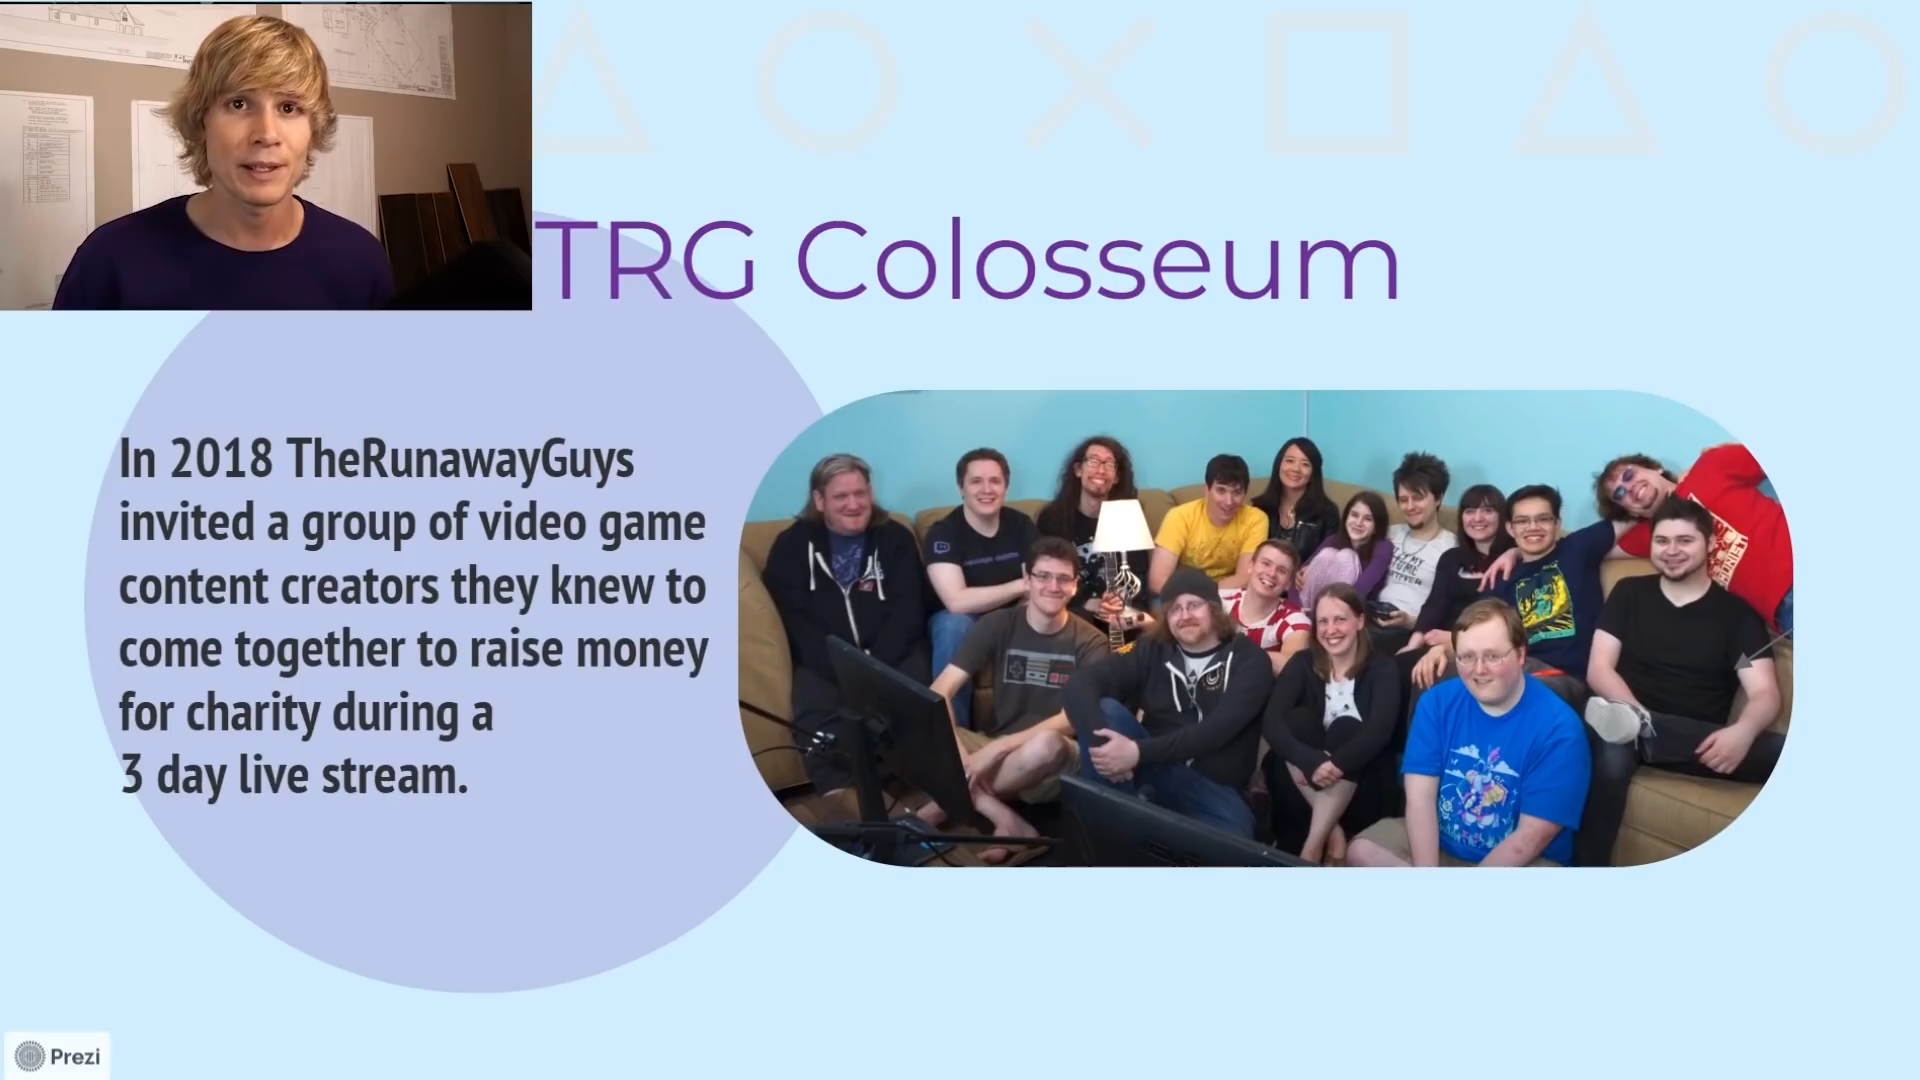 TRG Colosseum
In 2018 TheRunawayGuys
invited a group of video game
content creators they knew to
come together to raise money
for charity during a
3 day live stream.
Prezi